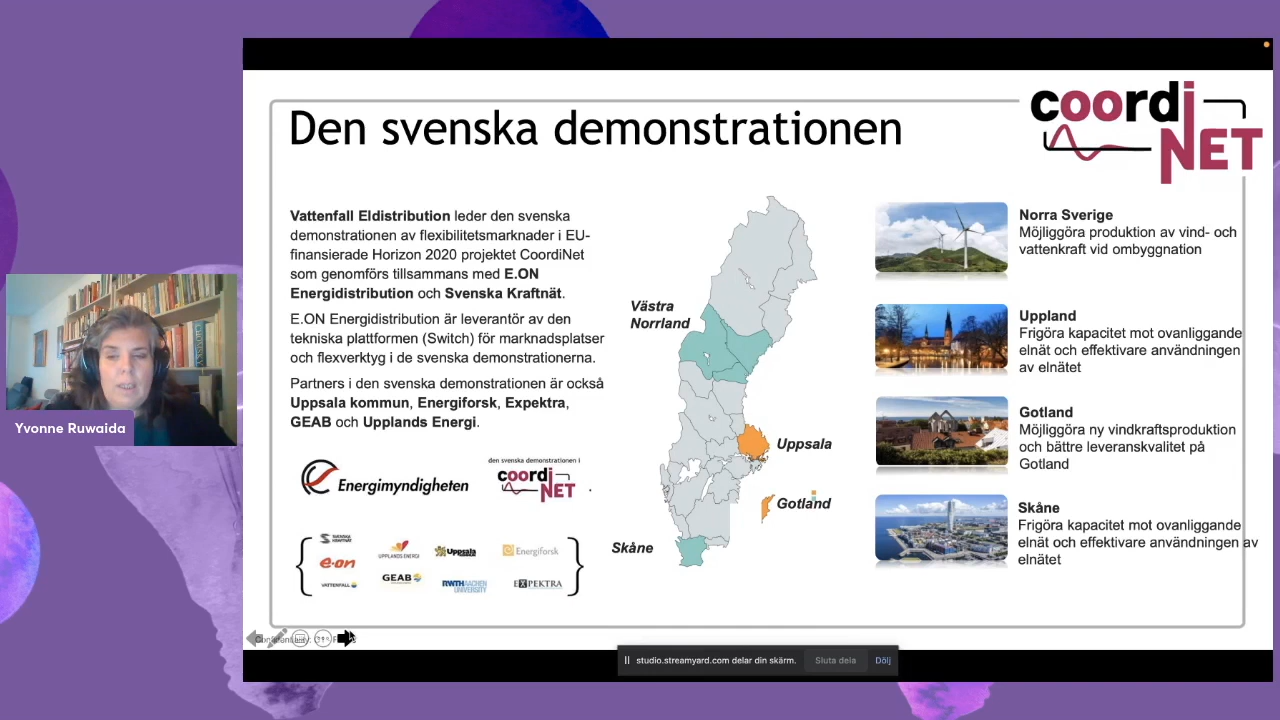 Den svenska demonstrationen
coordiNET
Vattenfall Eldistribution leder den svenska
demonstrationen av flexibilitetsmarknader i EU-
finansierade Horizon 2020 projektet CoordiNet
som genomförs tillsammans med E.ON
Energidistribution och Svenska Kraftnät.
E.ON Energidistribution är leverantör av den
tekniska plattformen (Switch) för marknadsplatser
och flexverktyg i de svenska demonstrationerna.
Partners i den svenska demonstrationen är också
Uppsala kommun, Energiforsk, Expektra,
GEAB och Upplands Energi.
Energimyndigheten
den svenska demonstrationen i
coordiNET
SVENSKA KRAFTNÄT
UPPLANDS ENERGI
Uppsala
Energiforsk
e·on
VATTENFALL
GEAB
RWTHAACHEN
UNIVERSITY
EXPEKTRA
Västra
Norrland
Uppsala
Gotland
Skåne
Norra Sverige
Möjliggöra produktion av vind- och
vattenkraft vid ombyggnation
Uppland
Frigöra kapacitet mot ovanliggande
elnät och effektivare användningen
av elnätet
Gotland
Möjliggöra ny vindkraftsproduktion
och bättre leveranskvalitet på
Gotland
Skåne
Frigöra kapacitet mot ovanliggande
elnät och effektivare användningen av
elnätet
Yvonne Ruwaida
studio.streamyard.com delar din skärm.
Sluta dela
Dölj